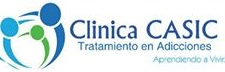 Clinica CASIC
Tratamiento en Adicciones
Aprendiendo a Vivir